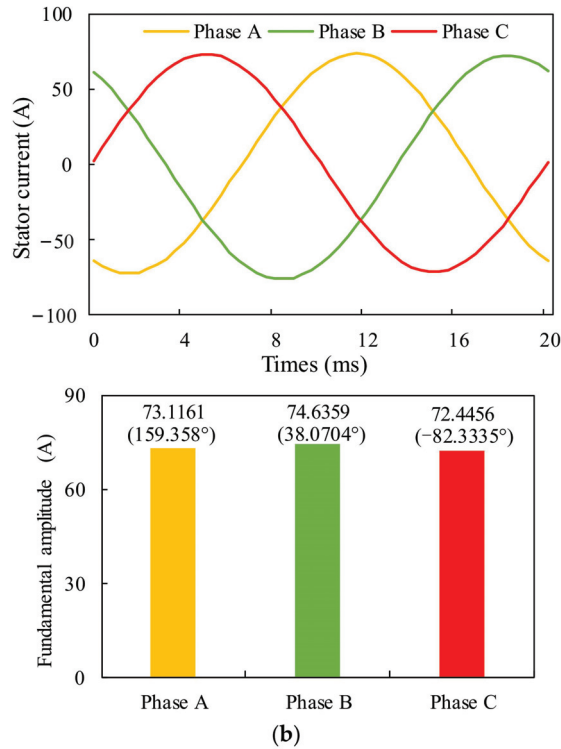 Phase A Phase B Phase C
Stator current (A)
100
50
0
−50
−100
0 4 8 12 16 20
Times (ms)
Fundamental amplitude (A)
90
60
30
0
73.1161 74.6359 72.4456
(159.358°) (38.0704°) (−82.3335°)
Phase A Phase B Phase C
(b)